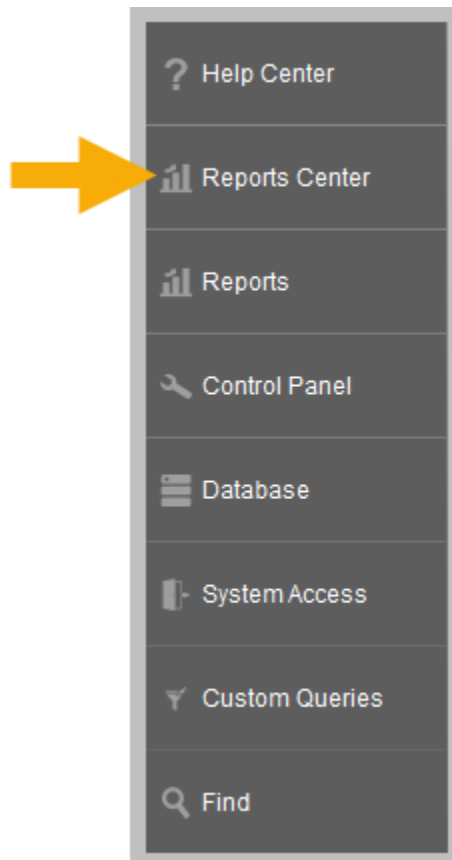 Help Center
Reports Center
Reports
Control Panel
Database
System Access
Custom Queries
Find